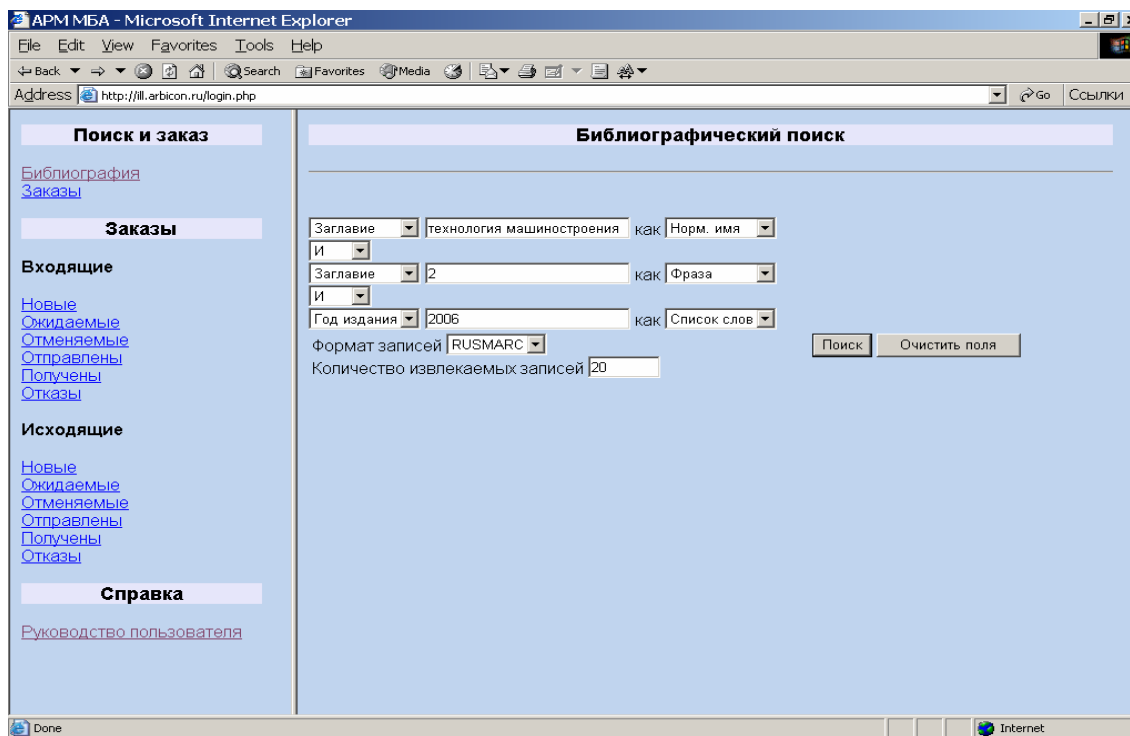 АРМ МБА - Microsoft Internet Explorer
File Edit View Favorites Tools Help
Back Search Favorites Media
Address http://ill.arbicon.ru/login.php Go Ссылки
Поиск и заказ
Библиография
Заказы
Заказы
Входящие
Новые
Ожидаемые
Отменяемые
Отправлены
Получены
Отказы
Исходящие
Новые
Ожидаемые
Отменяемые
Отправлены
Получены
Отказы
Справка
Руководство пользователя
Библиографический поиск
Заглавие технология машиностроения как Норм. имя
И
Заглавие 2 как Фраза
И
Год издания 2006 как Список слов
Формат записей RUSMARC Поиск Очистить поля
Количество извлекаемых записей 20
Done Internet